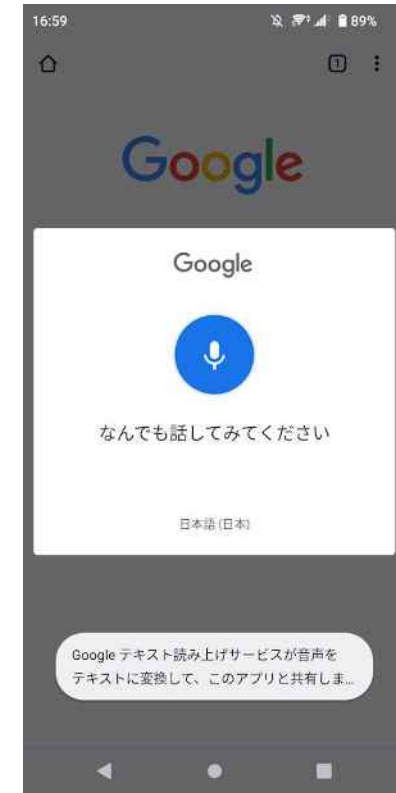 16:59
89%
1
Google
Google
なんでも話してみてください
日本語 (日本)
Google テキスト読み上げサービスが音声を
テキストに変換して、このアプリと共有しま...